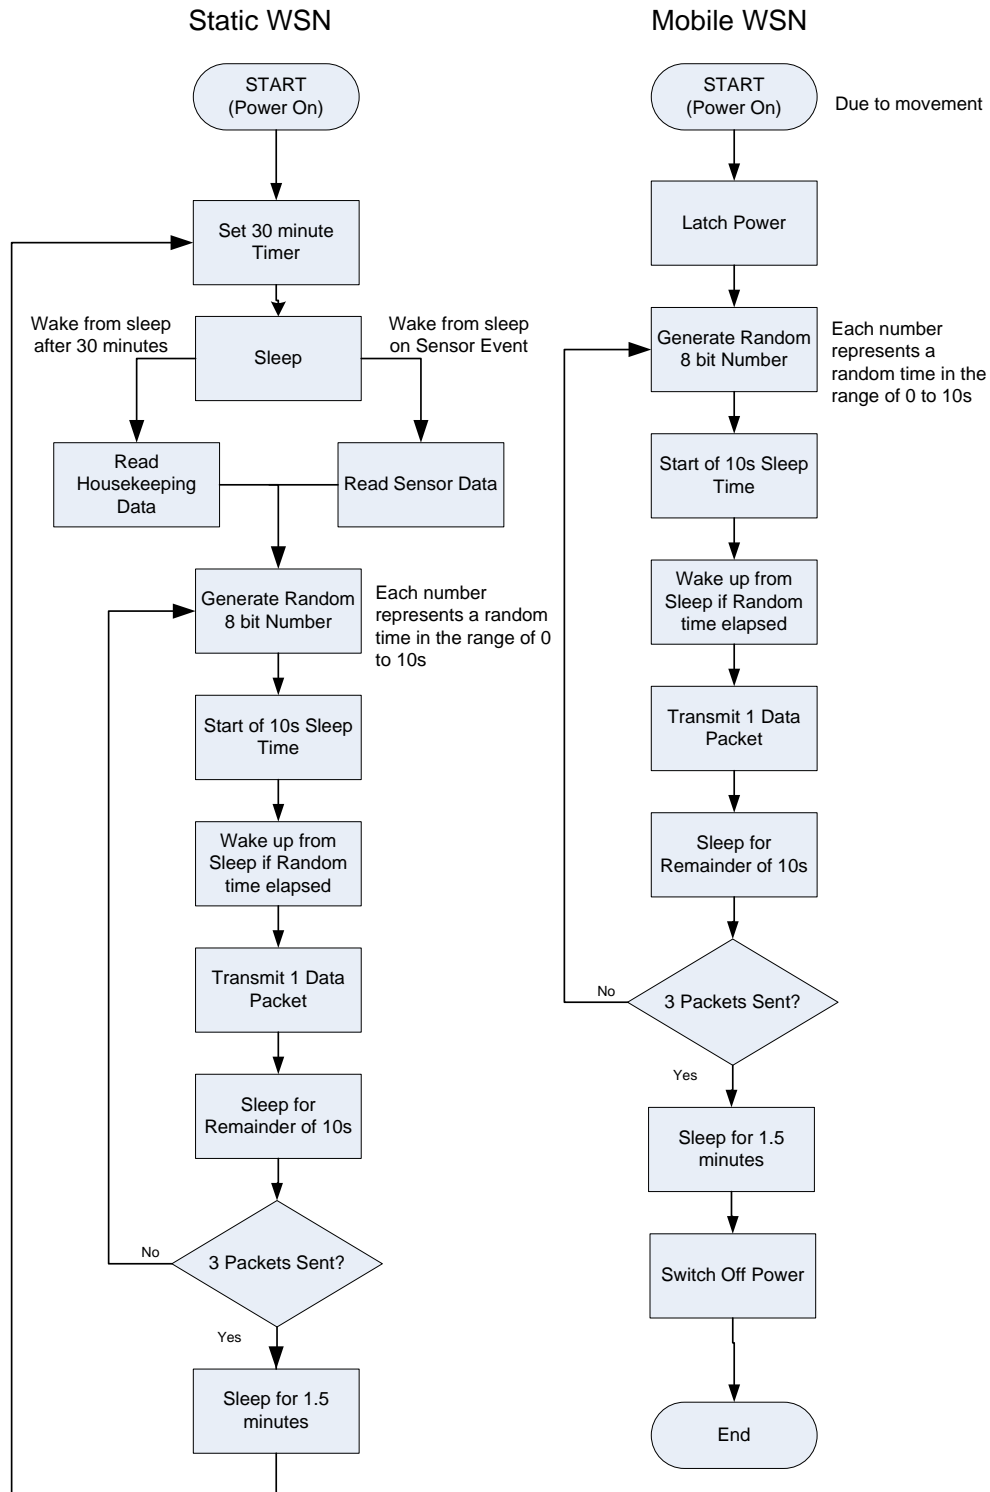 Static WSN
START
(Power On)
Set 30 minute
Timer
Wake from sleep
after 30 minutes
Wake from sleep
on Sensor Event
Sleep
Read
Housekeeping
Data
Read Sensor Data
Generate Random
8 bit Number
Each number
represents a random
time in the range of 0
to 10s
Start of 10s Sleep
Time
Wake up from
Sleep if Random
time elapsed
Transmit 1 Data
Packet
Sleep for
Remainder of 10s
3 Packets Sent?
No
Yes
Sleep for 1.5
minutes
Mobile WSN
START
(Power On)
Due to movement
Latch Power
Generate Random
8 bit Number
Each number
represents a
random time in the
range of 0 to 10s
Start of 10s Sleep
Time
Wake up from
Sleep if Random
time elapsed
Transmit 1 Data
Packet
Sleep for
Remainder of 10s
3 Packets Sent?
No
Yes
Sleep for 1.5
minutes
Switch Off Power
End